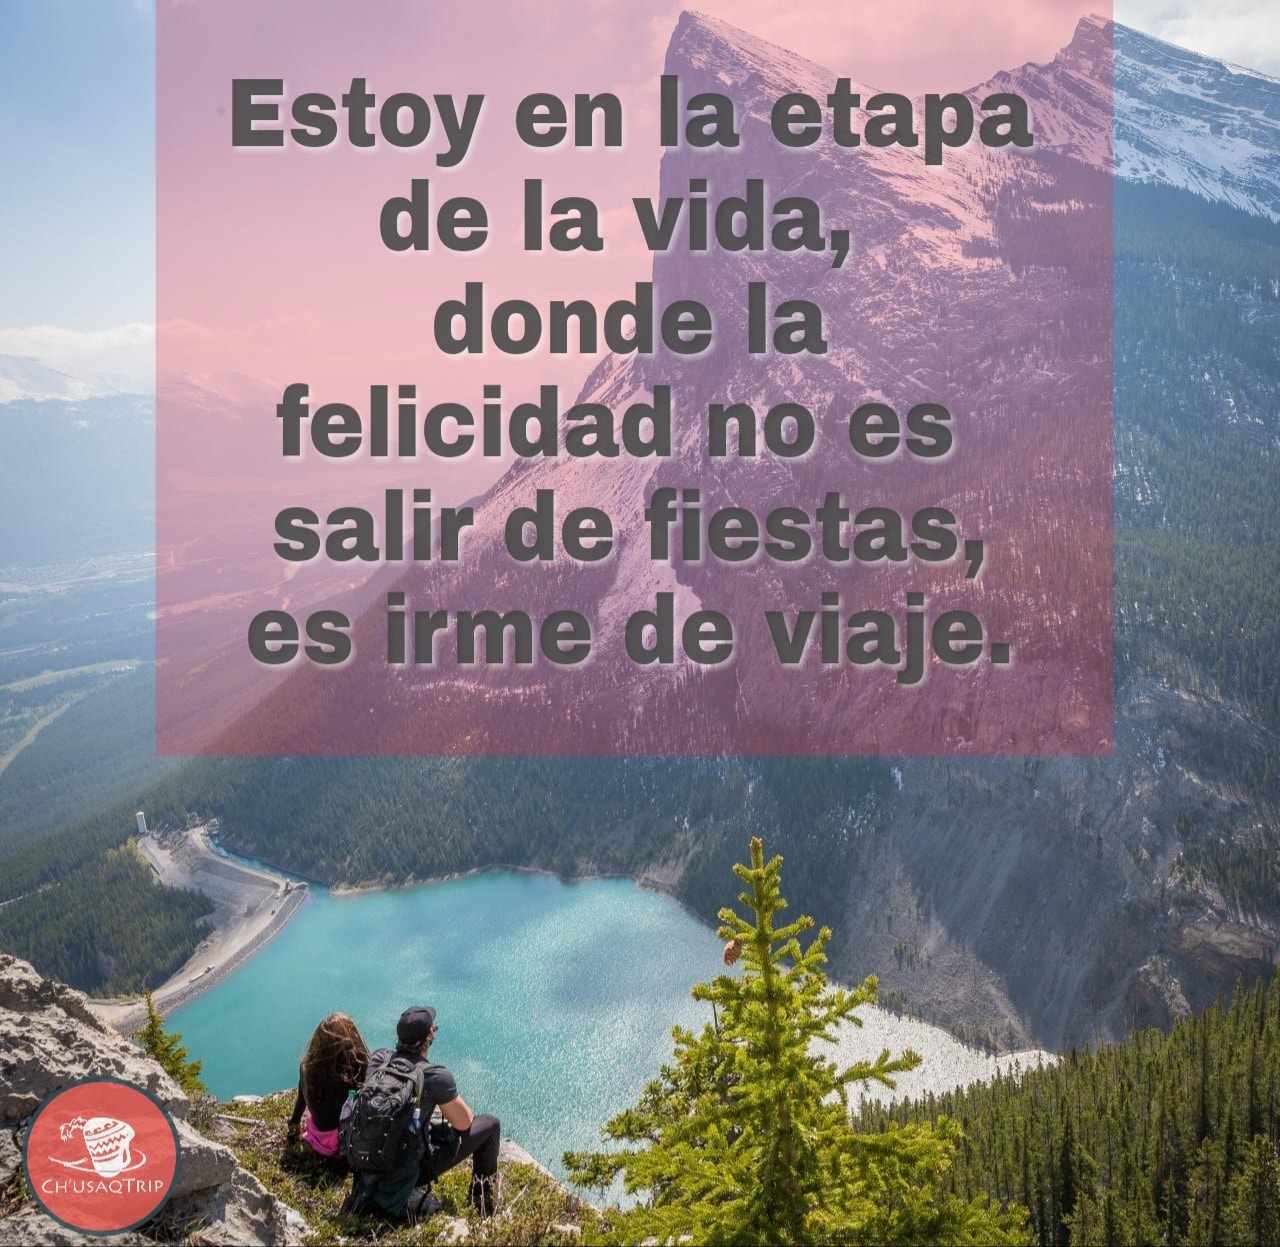 Estoy en la etapa
de la vida,
donde la
felicidad no es
salir de fiestas,
es irme de viaje.
CH'USAQTRIP